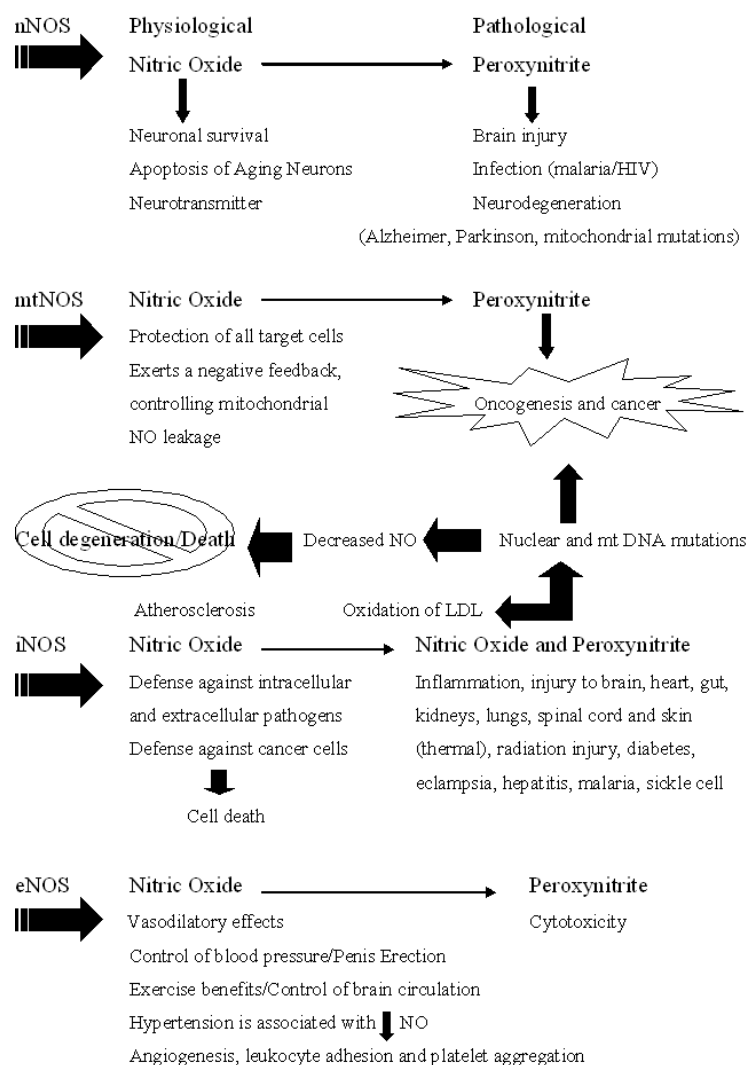 nNOS Physiological Pathological
Nitric Oxide Peroxynitrite
Neuronal survival Brain injury
Apoptosis of Aging Neurons Infection (malaria/HIV)
Neurotransmitter Neurodegeneration
(Alzheimer, Parkinson, mitochondrial mutations)
mtNOS Nitric Oxide Peroxynitrite
Protection of all target cells
Exerts a negative feedback,
controlling mitochondrial Oncogenesis and cancer
NO leakage
Cell degeneration/Death Decreased NO Nuclear and mt DNA mutations
Atherosclerosis Oxidation of LDL
iNOS Nitric Oxide Nitric Oxide and Peroxynitrite
Defense against intracellular Inflammation, injury to brain, heart, gut,
and extracellular pathogens kidneys, lungs, spinal cord and skin
Defense against cancer cells (thermal), radiation injury, diabetes,
eclampsia, hepatitis, malaria, sickle cell
Cell death
eNOS Nitric Oxide Peroxynitrite
Vasodilatory effects Cytotoxicity
Control of blood pressure/Penis Erection
Exercise benefits/Control of brain circulation
Hypertension is associated with NO
Angiogenesis, leukocyte adhesion and platelet aggregation